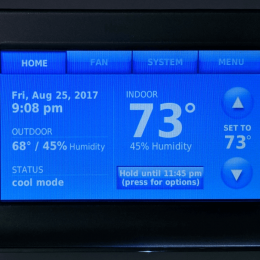 HOME FAN SYSTEM MENU
Fri, Aug 25, 2017
9:08 pm
OUTDOOR
68° / 45% Humidity
STATUS
cool mode
INDOOR
73°
45% Humidity
Hold until 11:45 pm
(press for options)
SET TO
73°